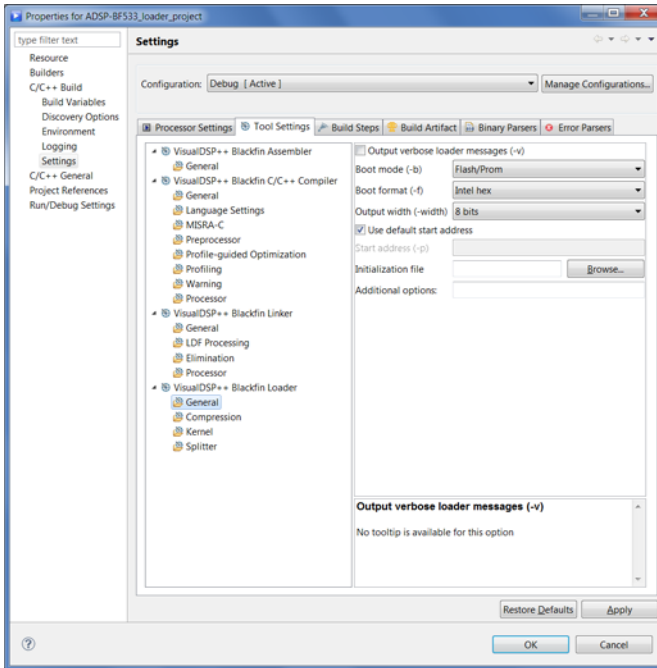 Properties for ADSP-BF533_loader_project
type filter text
Resource
Builders
C/C++ Build
Build Variables
Discovery Options
Environment
Logging
Settings
C/C++ General
Project References
Run/Debug Settings
Settings
Configuration: Debug [ Active ] Manage Configurations...
Processor Settings Tool Settings Build Steps Build Artifact Binary Parsers Error Parsers
VisualDSP++ Blackfin Assembler
General
VisualDSP++ Blackfin C/C++ Compiler
General
Language Settings
MISRA-C
Preprocessor
Profile-guided Optimization
Profiling
Warning
Processor
VisualDSP++ Blackfin Linker
General
LDF Processing
Elimination
Processor
VisualDSP++ Blackfin Loader
General
Compression
Kernel
Splitter
Output verbose loader messages (-v)
Boot mode (-b) Flash/Prom
Boot format (-f) Intel hex
Output width (-width) 8 bits
Use default start address
Start address (-p)
Initialization file Browse...
Additional options:
Output verbose loader messages (-v)
No tooltip is available for this option
Restore Defaults Apply
OK Cancel